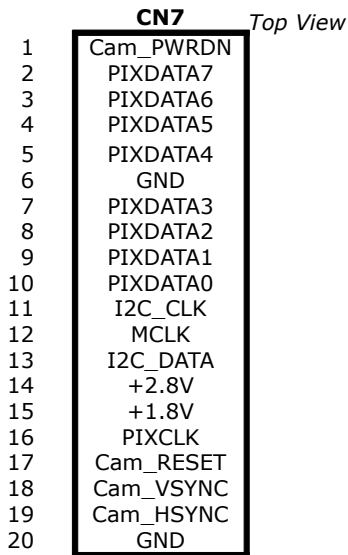 CN7 Top View
1 Cam_PWRDN
2 PIXDATA7
3 PIXDATA6
4 PIXDATA5
5 PIXDATA4
6 GND
7 PIXDATA3
8 PIXDATA2
9 PIXDATA1
10 PIXDATA0
11 I2C_CLK
12 MCLK
13 I2C_DATA
14 +2.8V
15 +1.8V
16 PIXCLK
17 Cam_RESET
18 Cam_VSYNC
19 Cam_HSYNC
20 GND